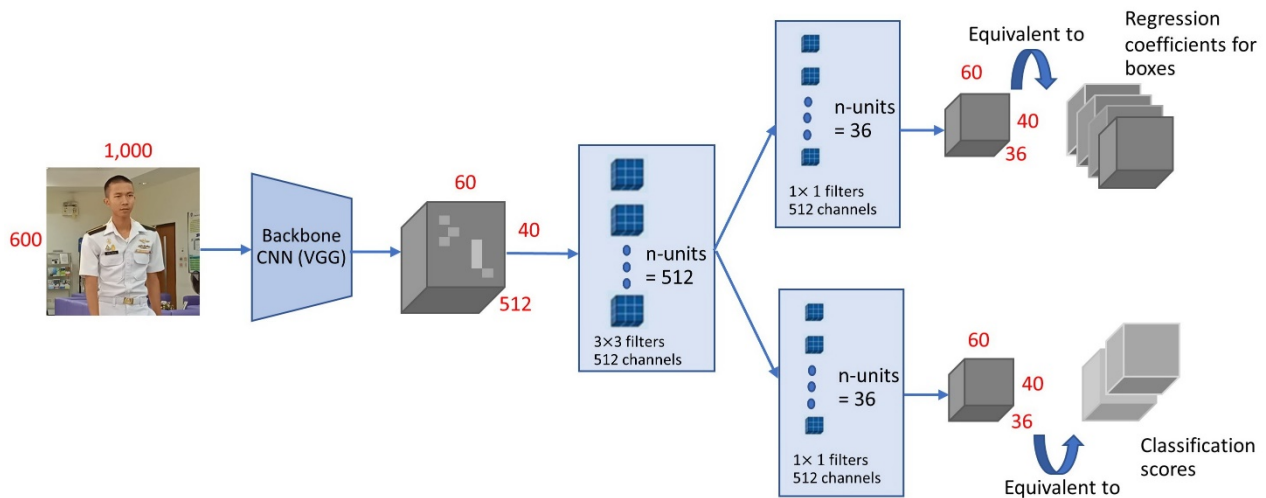 1,000
600
Backbone
CNN (VGG)
60
40
512
n-units
= 512
3×3 filters
512 channels
n-units
= 36
1× 1 filters
512 channels
60
40
36
Equivalent to
Regression
coefficients for
boxes
n-units
= 36
1× 1 filters
512 channels
60
40
36
Equivalent to
Classification
scores